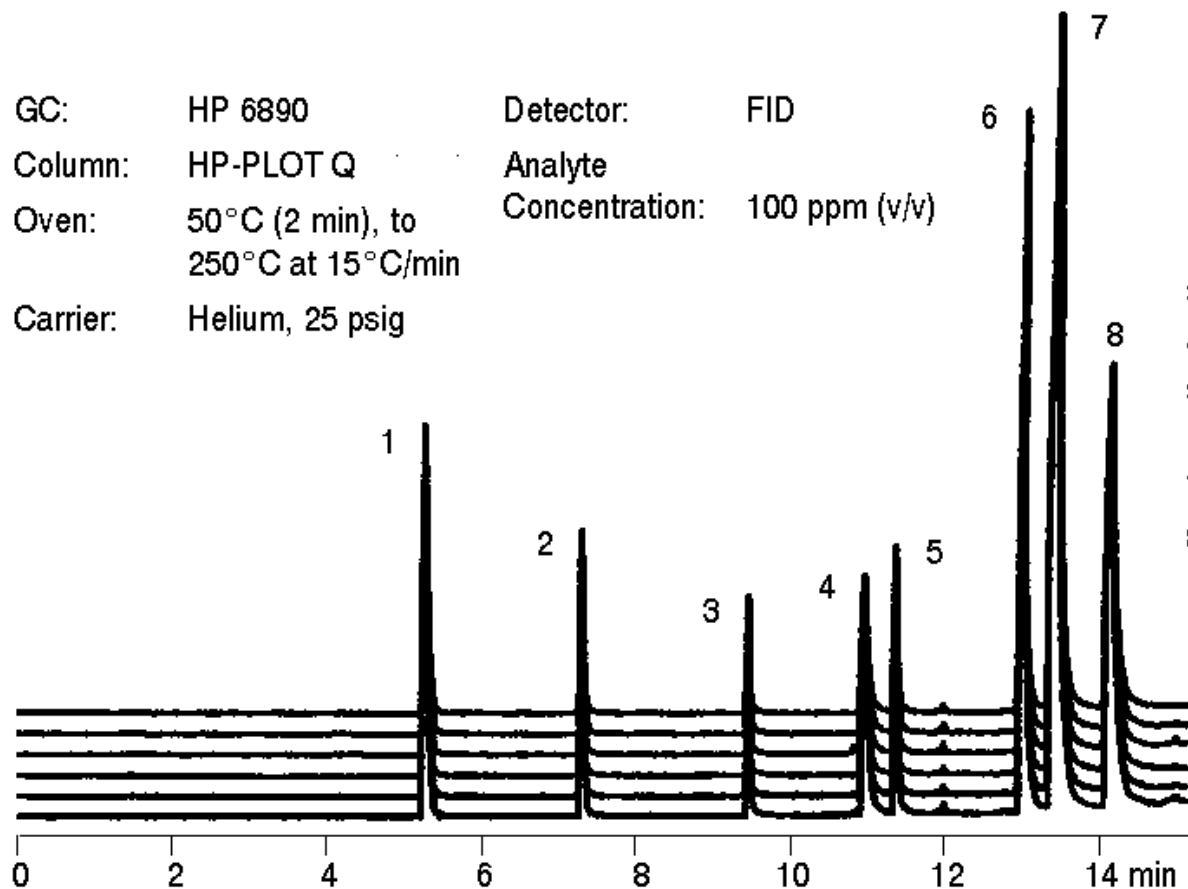 7
GC: HP 6890 Detector: FID
6
Column: HP-PLOT Q Analyte
Concentration: 100 ppm (v/v)
Oven: 50°C (2 min), to
250°C at 15°C/min
Carrier: Helium, 25 psig
8
1
2
5
4
3
0 2 4 6 8 10 12 14 min